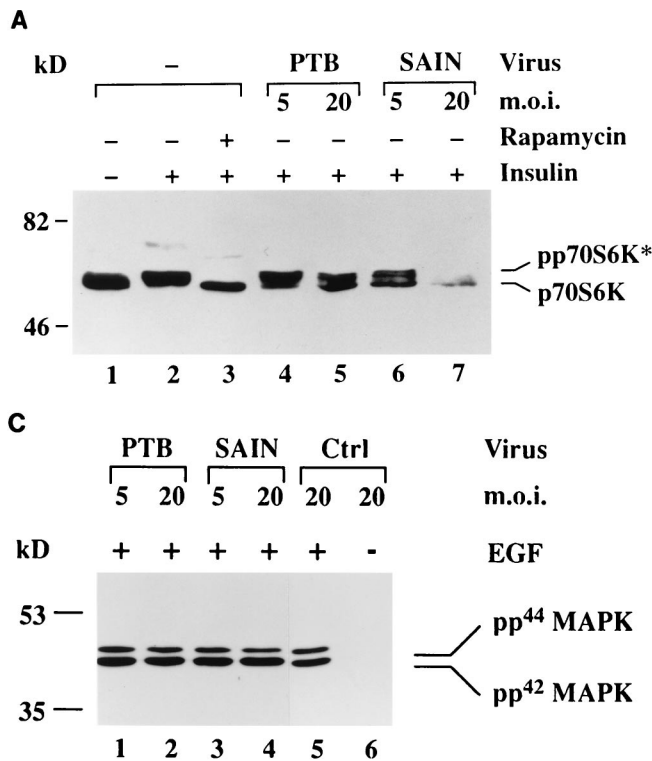 A
kD – PTB SAIN Virus
5 20 5 20 m.o.i.
– – + – – – – Rapamycin
– + + + + + + Insulin
82 –
pp70S6K*
p70S6K
46 –
1 2 3 4 5 6 7
C
PTB SAIN Ctrl Virus
5 20 5 20 20 20 m.o.i.
kD + + + + + - EGF
53 —
pp44 MAPK
pp42 MAPK
35 —
1 2 3 4 5 6